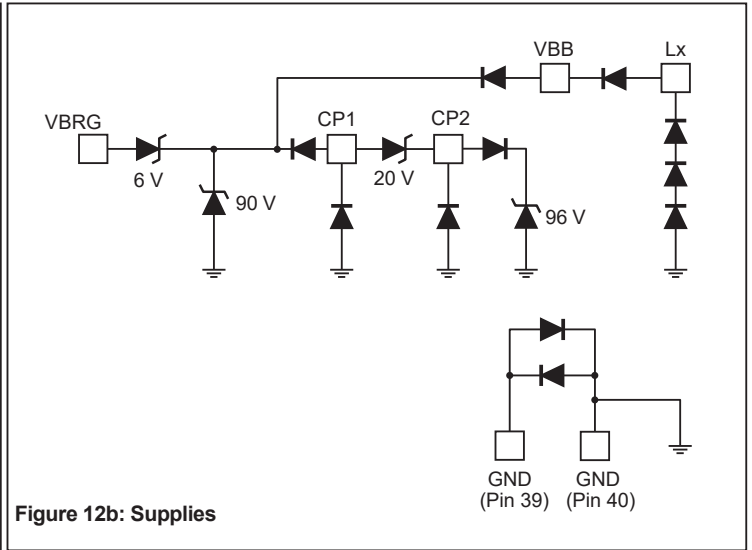 VBB
Lx
VBRG
CP1
CP2
6 V
90 V
20 V
96 V
GND
(Pin 39)
GND
(Pin 40)
Figure 12b: Supplies